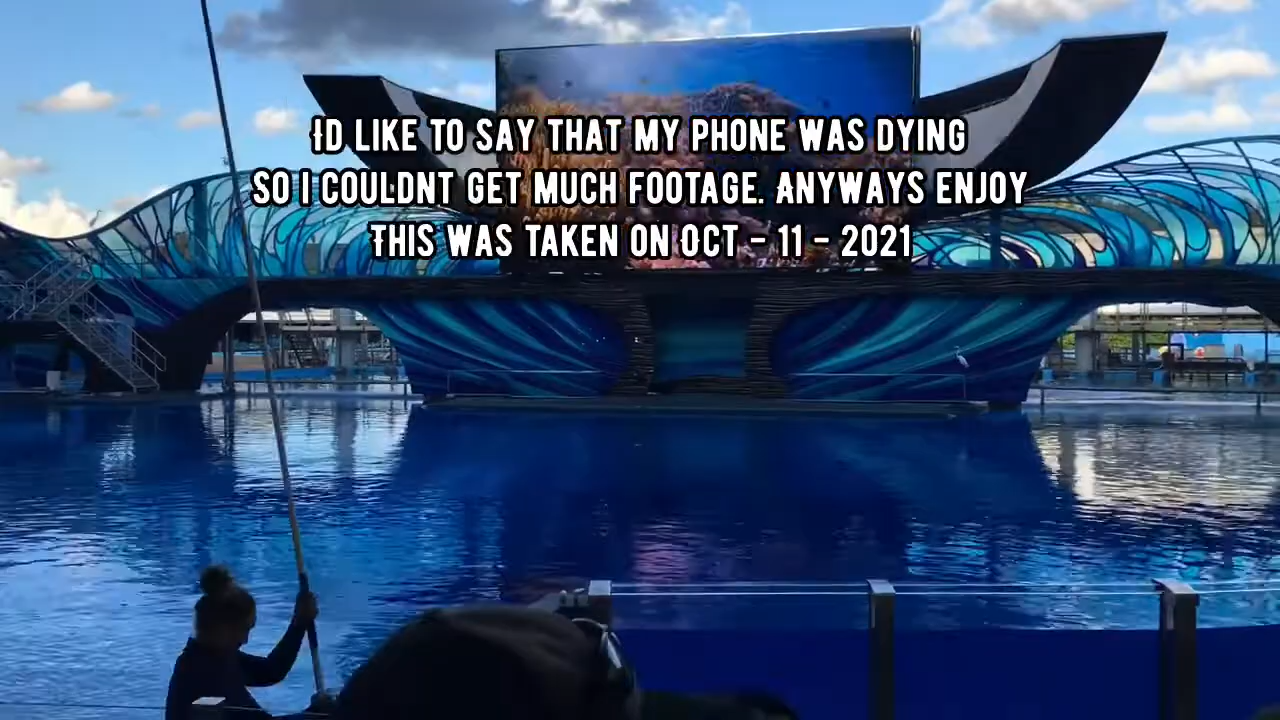 ID LIKE TO SAY THAT MY PHONE WAS DYING
SO I COULDNT GET MUCH FOOTAGE. ANYWAYS ENJOY
THIS WAS TAKEN ON OCT - 11 - 2021